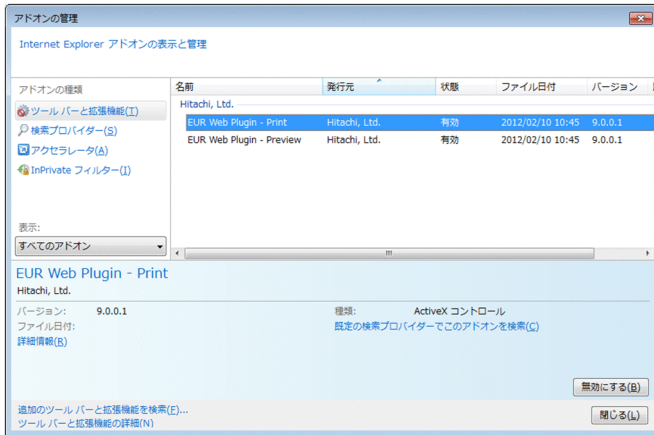 アドオンの管理
Internet Explorer アドオンの表示と管理
アドオンの種類
ツール バーと拡張機能(T)
検索プロバイダー(S)
アクセラレータ(A)
InPrivate フィルター(I)
表示:
すべてのアドオン
名前 発行元 状態 ファイル日付 バージョン
Hitachi, Ltd.
EUR Web Plugin - Print Hitachi, Ltd. 有効 2012/02/10 10:45 9.0.0.1
EUR Web Plugin - Preview Hitachi, Ltd. 有効 2012/02/10 10:45 9.0.0.1
EUR Web Plugin - Print
Hitachi, Ltd.
バージョン: 9.0.0.1 種類: ActiveX コントロール
ファイル日付: 既定の検索プロバイダーでこのアドオンを検索(C)
詳細情報(R)
無効にする(B)
追加のツール バーと拡張機能を検索(F)...
ツール バーと拡張機能の詳細(N)
閉じる(L)